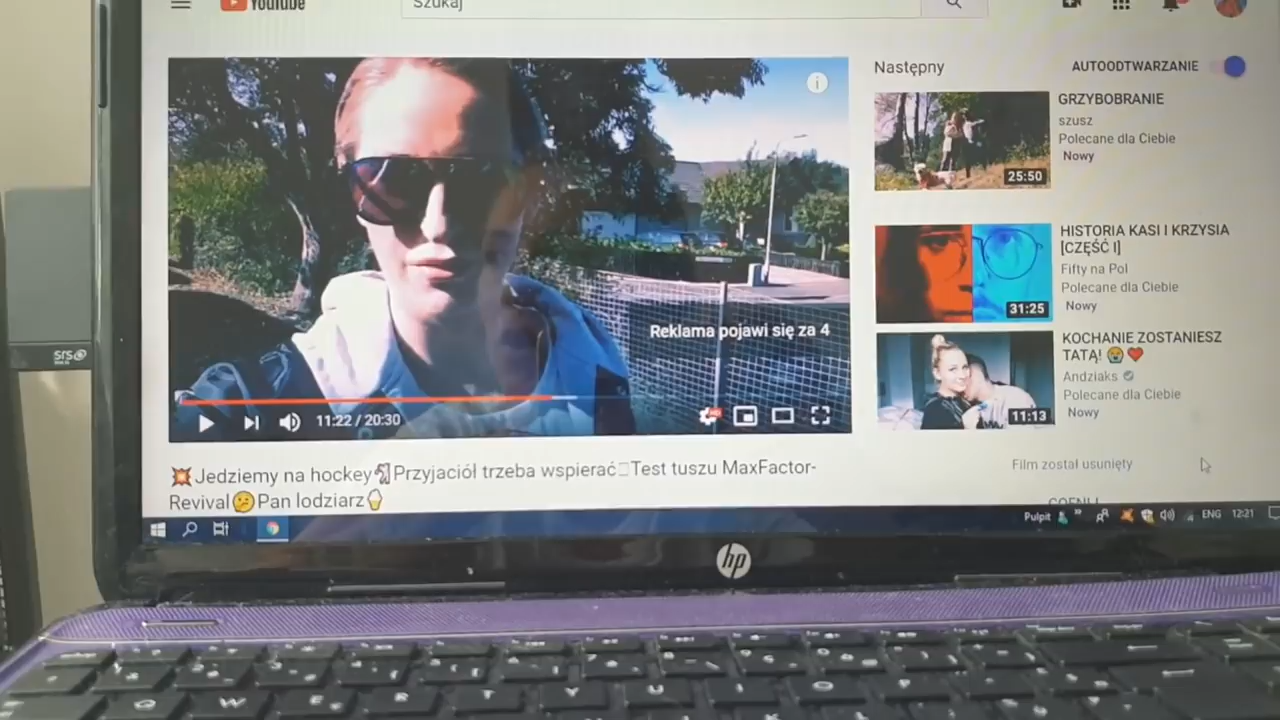 YouTube
Szukaj
Następny
AUTOODTWARZANIE
GRZYBOBRANIE
szusz
Polecane dla Ciebie
Nowy
25:50
HISTORIA KASI I KRZYSIA
[CZĘŚĆ I]
Fifty na Pol
Polecane dla Ciebie
Nowy
31:25
KOCHANIE ZOSTANIESZ
TATĄ! 😭❤️
Andziaks
Polecane dla Ciebie
Nowy
11:13
Film został usunięty
Reklama pojawi się za 4
11:22 / 20:30
💥Jedziemy na hockey Przyjaciół trzeba wspierać□Test tuszu MaxFactor-
Revival🤔Pan lodziarz🍦
Pulpit
ENG
12:21
hp
srs
W E R T Y U I O